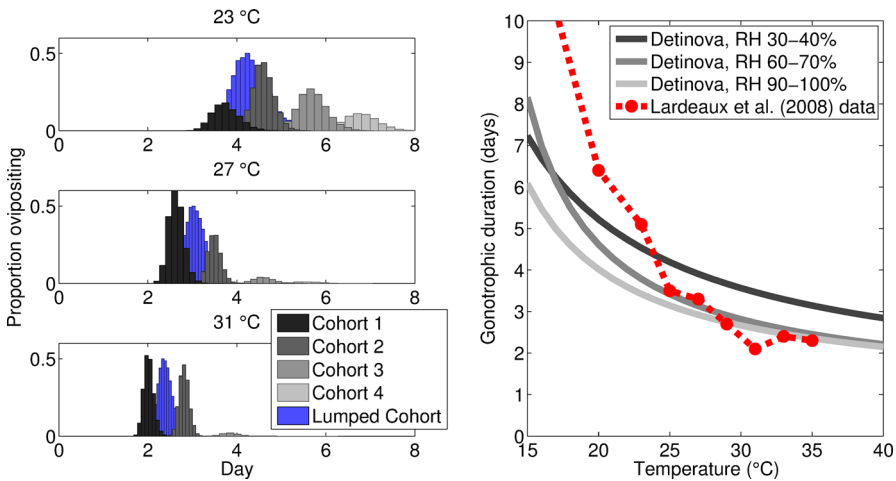 23 °C
0.5
0
0 2 4 6 8
Proportion ovipositing
27 °C
0.5
0
0 2 4 6 8
31 °C
0.5
0
0 2 4 6 8
Day
Cohort 1
Cohort 2
Cohort 3
Cohort 4
Lumped Cohort
10
9
8
7
6
5
4
3
2
1
0
Gonotrophic duration (days)
Detinova, RH 30−40%
Detinova, RH 60−70%
Detinova, RH 90−100%
Lardeaux et al. (2008) data
15 20 25 30 35 40
Temperature (°C)